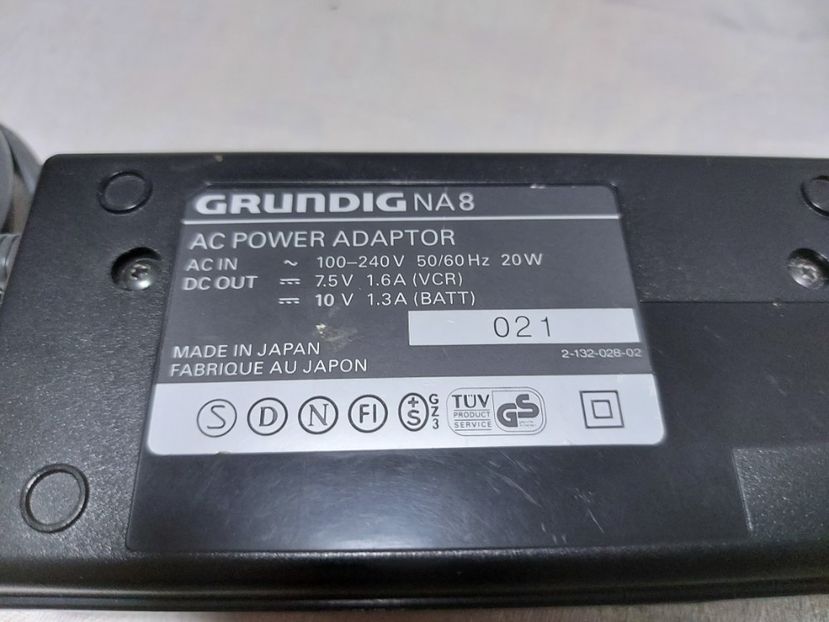 GRUNDIG NA8
AC POWER ADAPTOR
AC IN ~ 100–240V 50/60Hz 20W
DC OUT ⎓ 7.5V 1.6A (VCR)
⎓ 10 V 1.3A (BATT)
021
MADE IN JAPAN
2-132-028-02
FABRIQUE AU JAPON
S D N FI +S GZ3 TÜV PRODUCT SERVICE GS